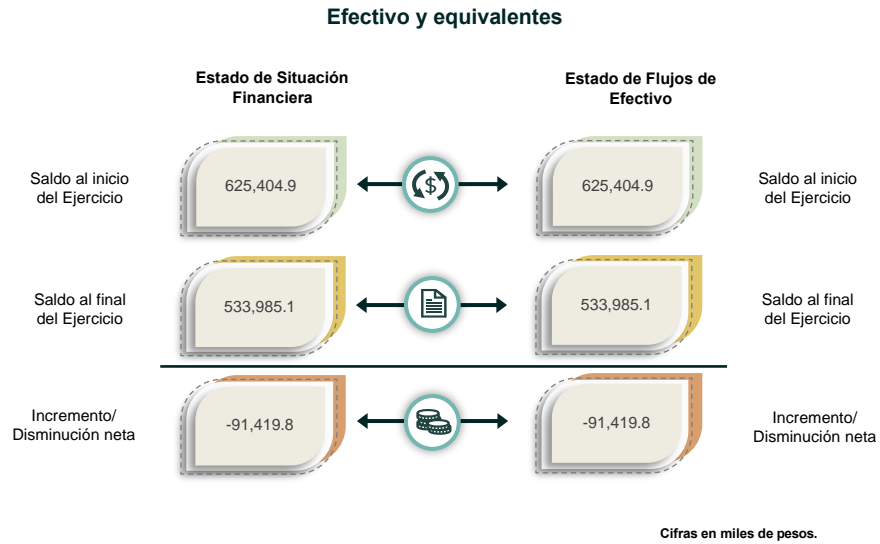 Efectivo y equivalentes
Estado de Situación
Financiera
Estado de Flujos de
Efectivo
Saldo al inicio
del Ejercicio
625,404.9
$
625,404.9
Saldo al inicio
del Ejercicio
Saldo al final
del Ejercicio
533,985.1
533,985.1
Saldo al final
del Ejercicio
Incremento/
Disminución neta
-91,419.8
-91,419.8
Incremento/
Disminución neta
Cifras en miles de pesos.